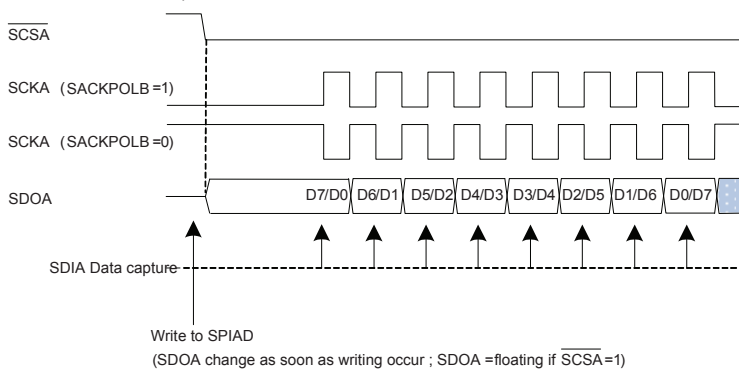 SCSA
SCKA (SACKPOLB=1)
SCKA (SACKPOLB=0)
SDOA D7/D0 D6/D1 D5/D2 D4/D3 D3/D4 D2/D5 D1/D6 D0/D7
SDIA Data capture
Write to SPIAD
(SDOA change as soon as writing occur ; SDOA =floating if SCSA=1)